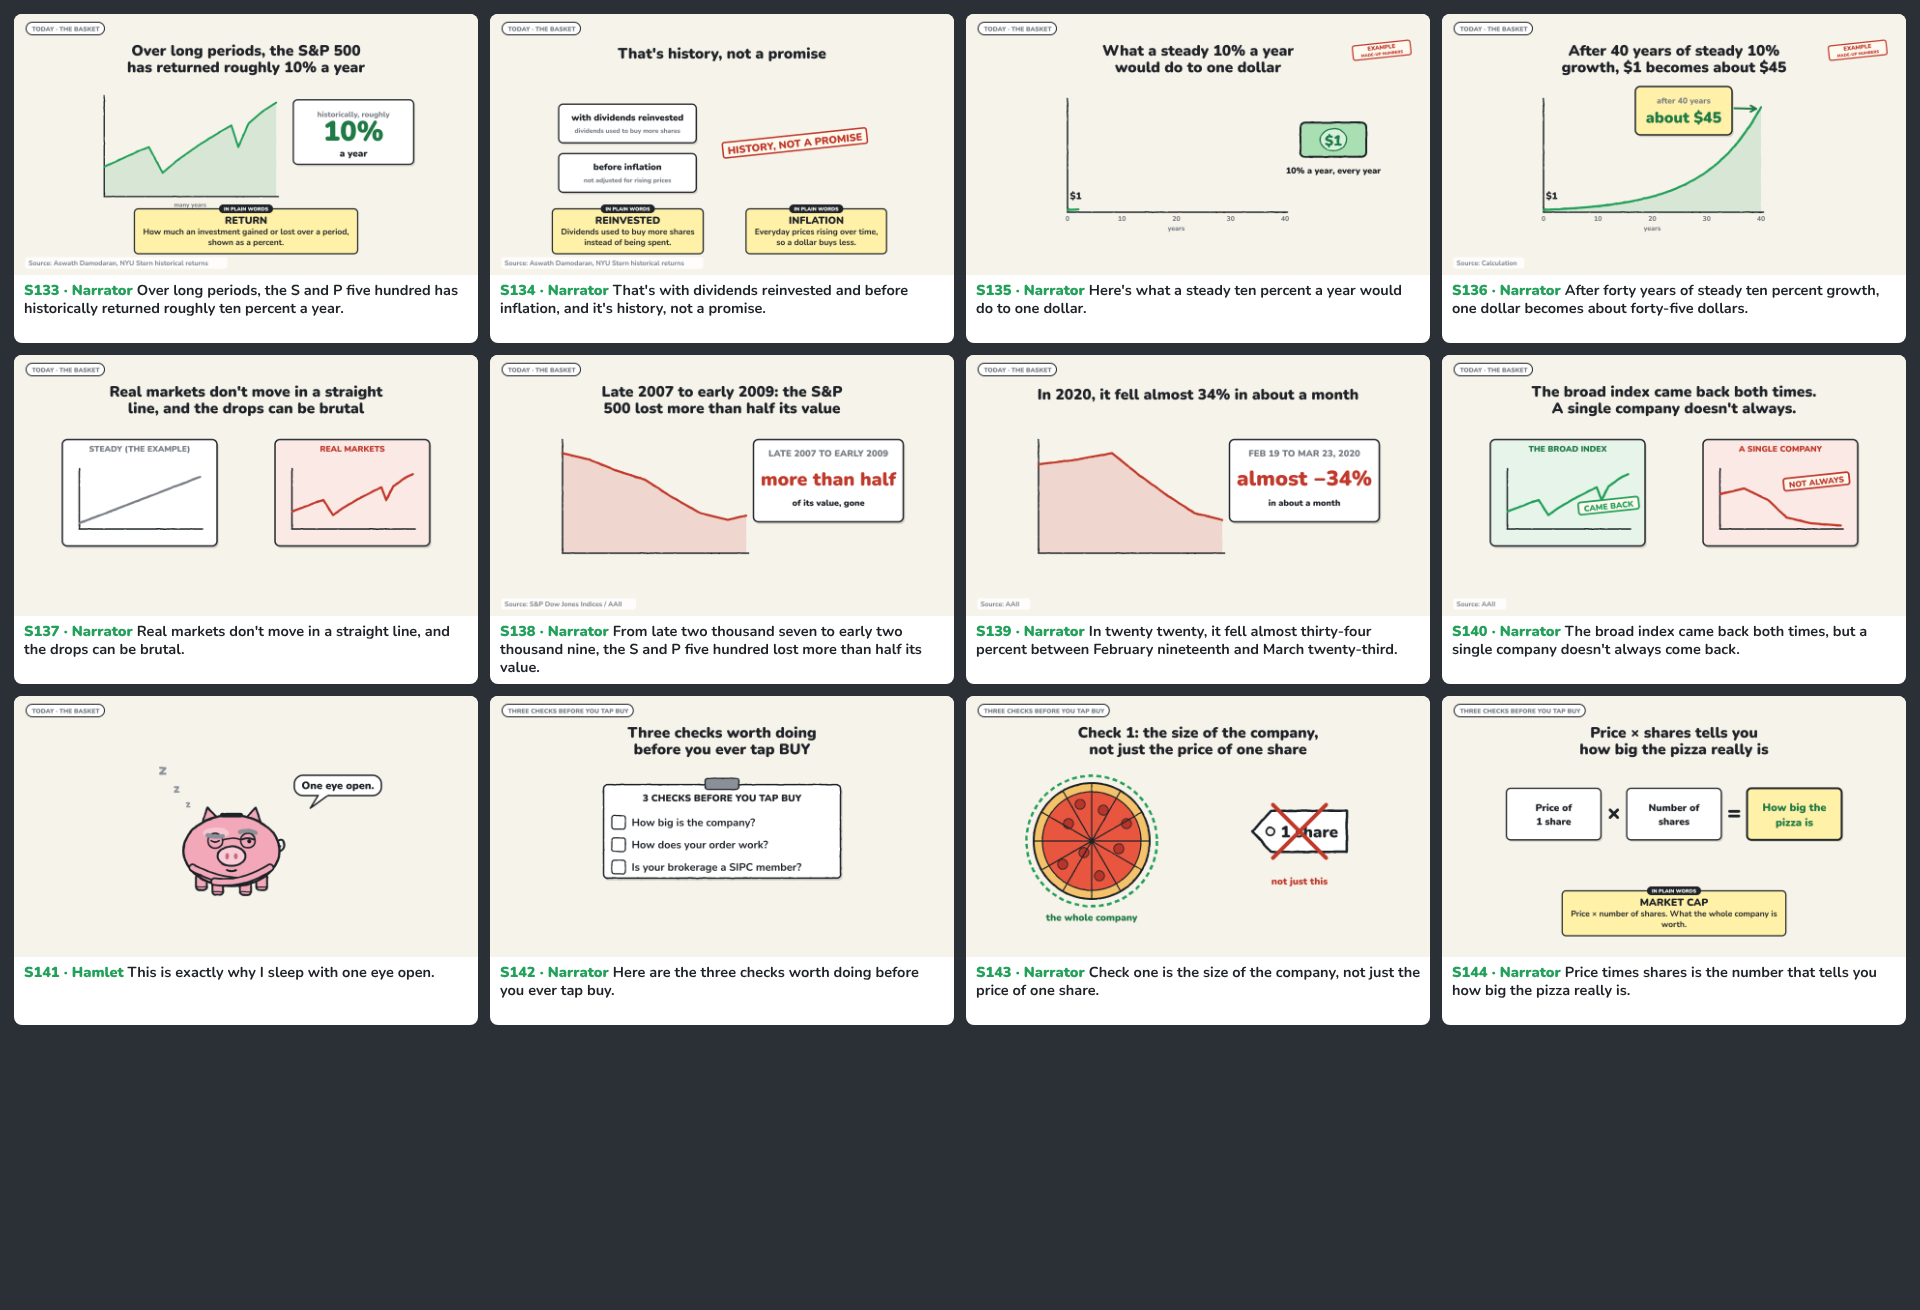 TODAY · THE BASKET
Over long periods, the S&P 500
has returned roughly 10% a year
historically, roughly
10%
a year
many years
IN PLAIN WORDS
RETURN
How much an investment gained or lost over a period,
shown as a percent.
Source: Aswath Damodaran, NYU Stern historical returns
S133 · Narrator Over long periods, the S and P five hundred has
historically returned roughly ten percent a year.
TODAY · THE BASKET
That's history, not a promise
with dividends reinvested
dividends used to buy more shares
before inflation
not adjusted for rising prices
HISTORY, NOT A PROMISE
IN PLAIN WORDS
REINVESTED
Dividends used to buy more shares
instead of being spent.
IN PLAIN WORDS
INFLATION
Everyday prices rising over time,
so a dollar buys less.
Source: Aswath Damodaran, NYU Stern historical returns
S134 · Narrator That's with dividends reinvested and before
inflation, and it's history, not a promise.
TODAY · THE BASKET
What a steady 10% a year
would do to one dollar
EXAMPLE
MADE-UP NUMBERS
$1
10% a year, every year
$1
0 10 20 30 40
years
S135 · Narrator Here's what a steady ten percent a year would
do to one dollar.
TODAY · THE BASKET
After 40 years of steady 10%
growth, $1 becomes about $45
EXAMPLE
MADE-UP NUMBERS
after 40 years
about $45
$1
0 10 20 30 40
years
Source: Calculation
S136 · Narrator After forty years of steady ten percent growth,
one dollar becomes about forty-five dollars.
TODAY · THE BASKET
Real markets don't move in a straight
line, and the drops can be brutal
STEADY (THE EXAMPLE)
REAL MARKETS
S137 · Narrator Real markets don't move in a straight line, and
the drops can be brutal.
TODAY · THE BASKET
Late 2007 to early 2009: the S&P
500 lost more than half its value
LATE 2007 TO EARLY 2009
more than half
of its value, gone
Source: S&P Dow Jones Indices / AAII
S138 · Narrator From late two thousand seven to early two
thousand nine, the S and P five hundred lost more than half its
value.
TODAY · THE BASKET
In 2020, it fell almost 34% in about a month
FEB 19 TO MAR 23, 2020
almost −34%
in about a month
Source: AAII
S139 · Narrator In twenty twenty, it fell almost thirty-four
percent between February nineteenth and March twenty-third.
TODAY · THE BASKET
The broad index came back both times.
A single company doesn't always.
THE BROAD INDEX
CAME BACK
A SINGLE COMPANY
NOT ALWAYS
Source: AAII
S140 · Narrator The broad index came back both times, but a
single company doesn't always come back.
TODAY · THE BASKET
z
z
z
One eye open.
S141 · Hamlet This is exactly why I sleep with one eye open.
THREE CHECKS BEFORE YOU TAP BUY
Three checks worth doing
before you ever tap BUY
3 CHECKS BEFORE YOU TAP BUY
How big is the company?
How does your order work?
Is your brokerage a SIPC member?
S142 · Narrator Here are the three checks worth doing before
you ever tap buy.
THREE CHECKS BEFORE YOU TAP BUY
Check 1: the size of the company,
not just the price of one share
1 share
the whole company
not just this
S143 · Narrator Check one is the size of the company, not just the
price of one share.
THREE CHECKS BEFORE YOU TAP BUY
Price × shares tells you
how big the pizza really is
Price of
1 share
×
Number of
shares
=
How big the
pizza is
IN PLAIN WORDS
MARKET CAP
Price × number of shares. What the whole company is
worth.
S144 · Narrator Price times shares is the number that tells you
how big the pizza really is.